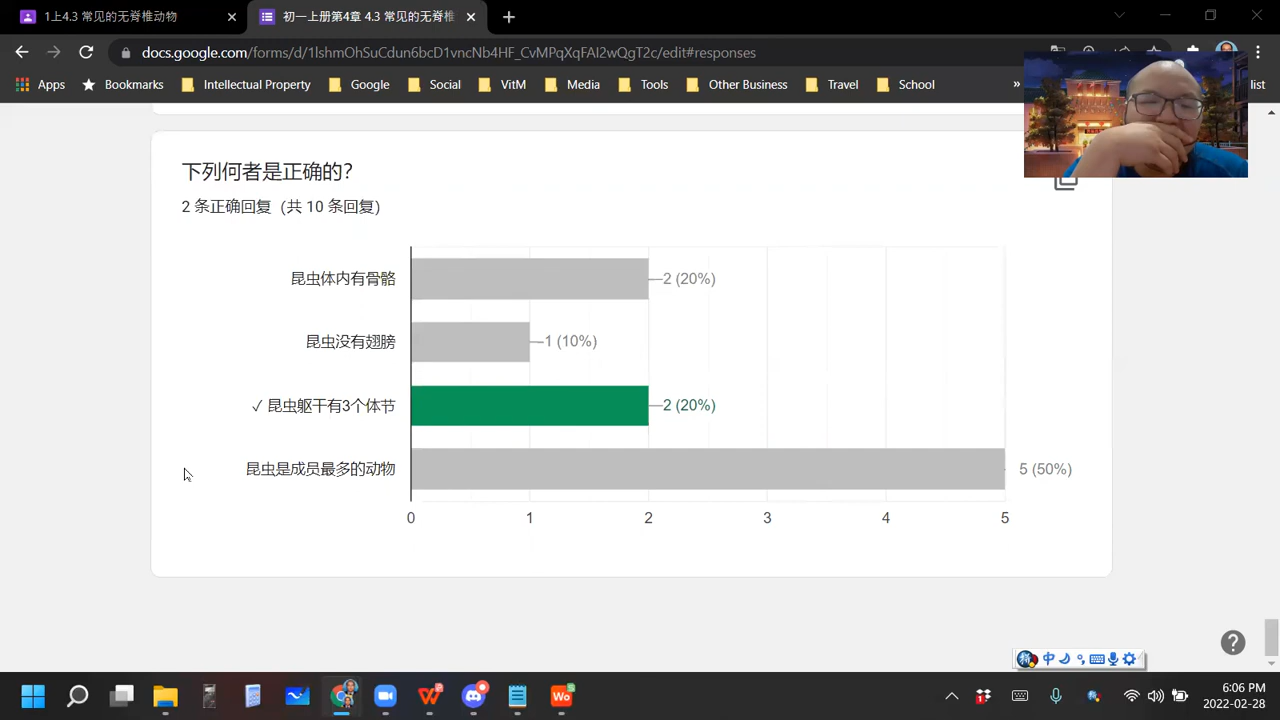 1上4.3 常见的无脊椎动物
初一上册第4章 4.3 常见的无脊椎
docs.google.com/forms/d/1lshmOhSuCdun6bcD1yncNb4HF_CyMPqXqFAI2wQgT2c/edit#responses
Apps Bookmarks Intellectual Property Google Social VitM Media Tools Other Business Travel School » list
下列何者是正确的?
2 条正确回复（共 10 条回复)
昆虫体内有骨骼 2 (20%)
昆虫没有翅膀 1 (10%)
✓ 昆虫躯干有3个体节 2 (20%)
昆虫是成员最多的动物 5 (50%)
0 1 2 3 4 5
中
6:06 PM
2022-02-28